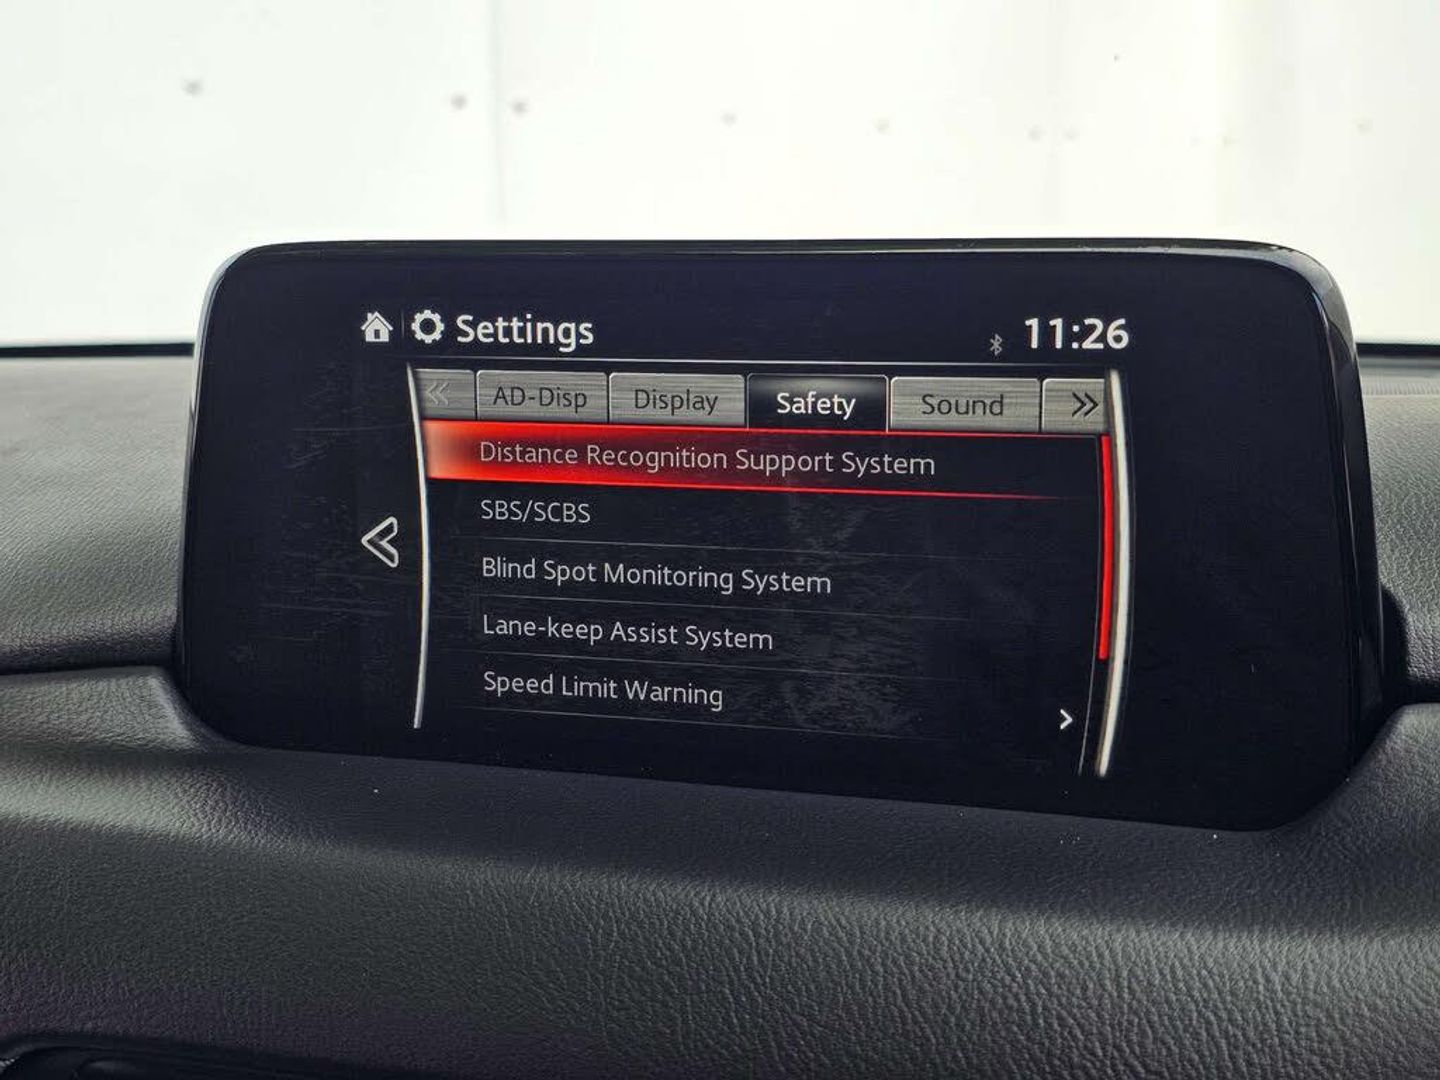 Settings
11:26
AD-Disp Display Safety Sound
Distance Recognition Support System
SBS/SCBS
Blind Spot Monitoring System
Lane-keep Assist System
Speed Limit Warning